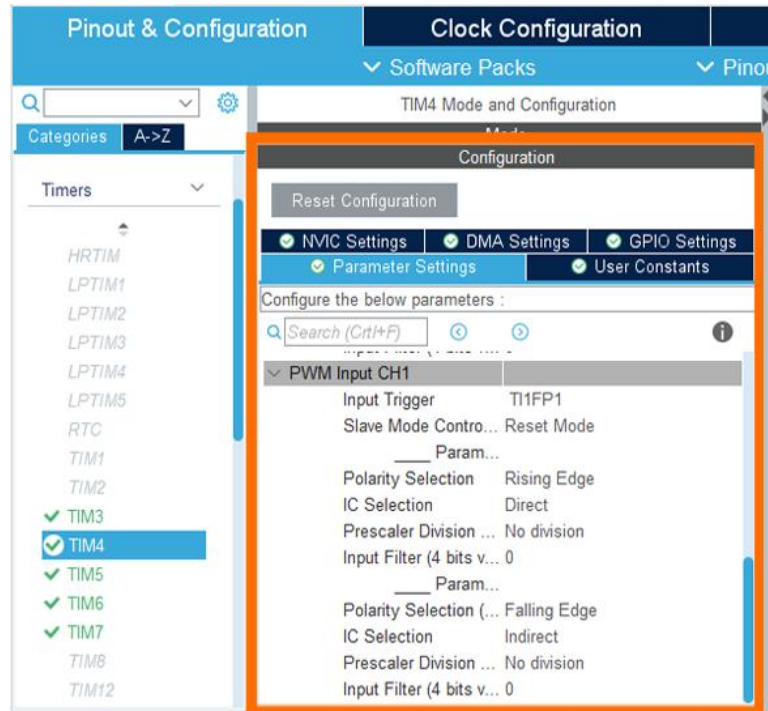 Pinout & Configuration
Clock Configuration
Software Packs
Pino
TIM4 Mode and Configuration
Categories
A->Z
Configuration
Timers
Reset Configuration
HRTIM
LPTIM1
LPTIM2
LPTIM3
LPTIM4
LPTIM5
RTC
TIM1
TIM2
TIM3
TIM4
TIM5
TIM6
TIM7
TIM8
TIM12
NVIC Settings
DMA Settings
GPIO Settings
Parameter Settings
User Constants
Configure the below parameters :
Search (Crtl+F)
PWM Input CH1
Input Trigger TI1FP1
Slave Mode Contro... Reset Mode
____ Param...
Polarity Selection Rising Edge
IC Selection Direct
Prescaler Division ... No division
Input Filter (4 bits v... 0
____ Param...
Polarity Selection (... Falling Edge
IC Selection Indirect
Prescaler Division ... No division
Input Filter (4 bits v... 0